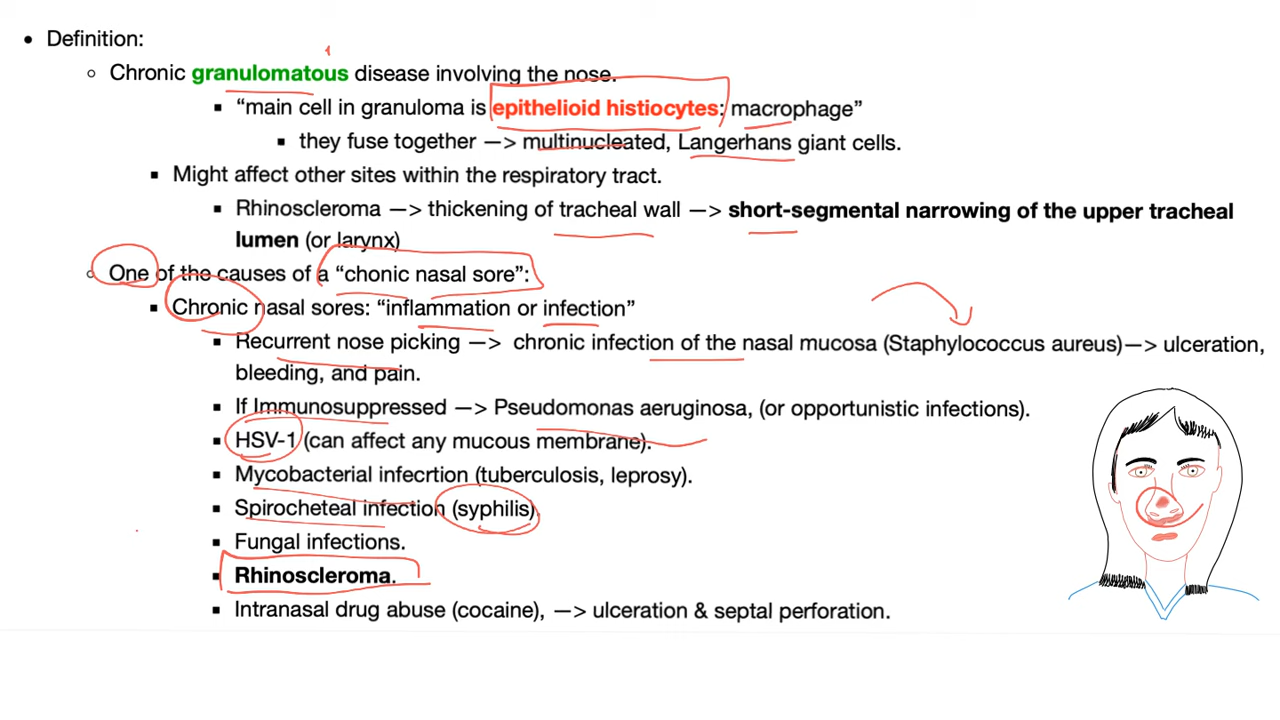 • Definition:
○ Chronic granulomatous disease involving the nose.
▪ “main cell in granuloma is epithelioid histiocytes: macrophage”
▪ they fuse together —> multinucleated, Langerhans giant cells.
▪ Might affect other sites within the respiratory tract.
▪ Rhinoscleroma —> thickening of tracheal wall —> short-segmental narrowing of the upper tracheal
lumen (or larynx)
○ One of the causes of a “chonic nasal sore”:
▪ Chronic nasal sores: “inflammation or infection”
▪ Recurrent nose picking —> chronic infection of the nasal mucosa (Staphylococcus aureus)—> ulceration,
bleeding, and pain.
▪ If Immunosuppressed —> Pseudomonas aeruginosa, (or opportunistic infections).
▪ HSV-1 (can affect any mucous membrane).
▪ Mycobacterial infecrtion (tuberculosis, leprosy).
▪ Spirocheteal infection (syphilis)
▪ Fungal infections.
▪ Rhinoscleroma.
▪ Intranasal drug abuse (cocaine), —> ulceration & septal perforation.